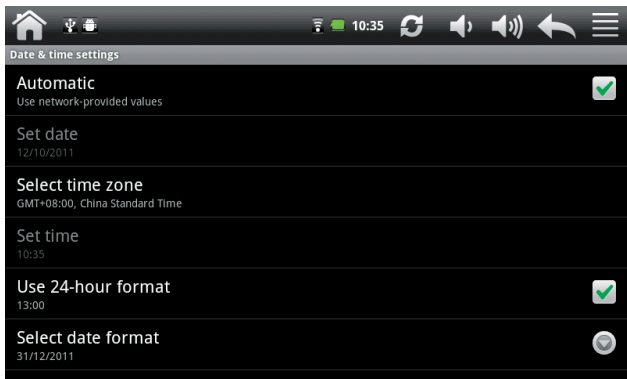 10:35
Date & time settings
Automatic
Use network-provided values
Set date
12/10/2011
Select time zone
GMT+08:00, China Standard Time
Set time
10:35
Use 24-hour format
13:00
Select date format
31/12/2011